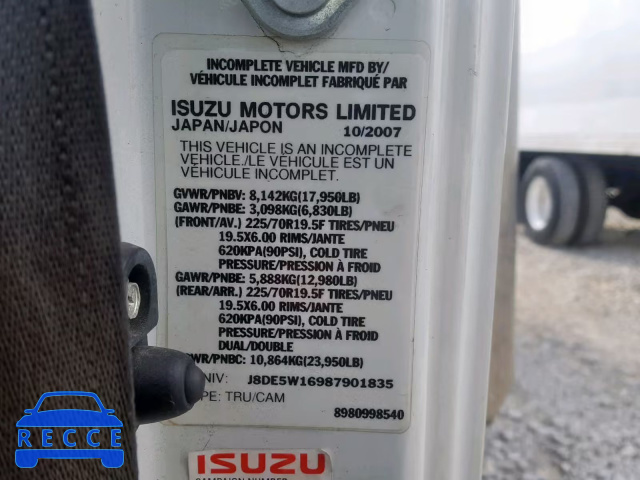 INCOMPLETE VEHICLE MFD BY/
VÉHICULE INCOMPLET FABRIQUÉ PAR
ISUZU MOTORS LIMITED
JAPAN/JAPON 10/2007
THIS VEHICLE IS AN INCOMPLETE
VEHICLE./LE VÉHICULE EST UN
VÉHICULE INCOMPLET.
GVWR/PNBV: 8,142KG(17,950LB)
GAWR/PNBE: 3,098KG(6,830LB)
(FRONT/AV.) 225/70R19.5F TIRES/PNEU
19.5X6.00 RIMS/JANTE
620KPA(90PSI), COLD TIRE
PRESSURE/PRESSION À FROID
GAWR/PNBE: 5,888KG(12,980LB)
(REAR/ARR.) 225/70R19.5F TIRES/PNEU
19.5X6.00 RIMS/JANTE
620KPA(90PSI), COLD TIRE
PRESSURE/PRESSION À FROID
DUAL/DOUBLE
WR/PNBC: 10,864KG(23,950LB)
NIV: J8DE5W16987901835
PE: TRU/CAM
8980998540
ISUZU
CAMPAIGN NUMBER
RECCE